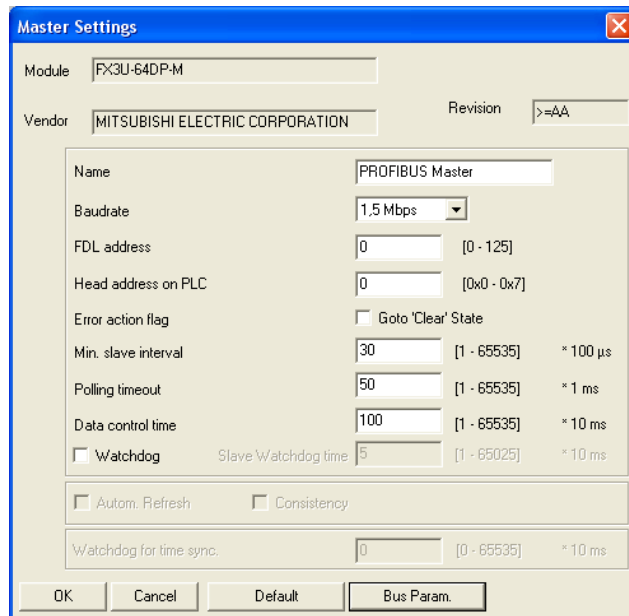 Master Settings
Module FX3U-64DP-M
Revision >=AA
Vendor MITSUBISHI ELECTRIC CORPORATION
Name PROFIBUS Master
Baudrate 1,5 Mbps
FDL address 0 [0 - 125]
Head address on PLC 0 [0x0 - 0x7]
Error action flag Goto 'Clear' State
Min. slave interval 30 [1 - 65535] * 100 µs
Polling timeout 50 [1 - 65535] * 1 ms
Data control time 100 [1 - 65535] * 10 ms
Watchdog Slave Watchdog time 5 [1 - 65025] * 10 ms
Autom. Refresh Consistency
Watchdog for time sync. 0 [0 - 65535] * 10 ms
OK Cancel Default Bus Param.